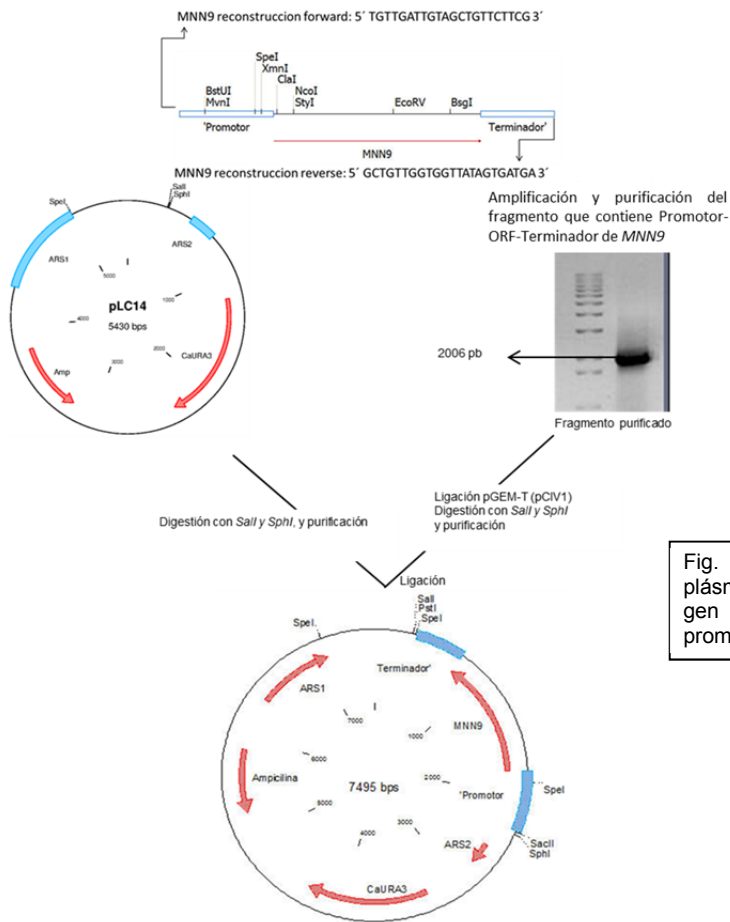 MNN9 reconstruccion forward: 5´ TGTTGATTGTAGCTGTTCTTCG 3´
SpeI
XmnI
ClaI
BstUI
MvnI
NcoI
StyI
EcoRV
BsgI
'Promotor
Terminador'
MNN9
MNN9 reconstruccion reverse: 5´ GCTGTTGGTGGTTATAGTGATGA 3´
Amplificación y purificación del
fragmento que contiene Promotor-
ORF-Terminador de MNN9
SpeI
SalI
SphI
ARS1
ARS2
I
5000
1000
pLC14
5430 bps
4000
2000
3000
CaURA3
Amp
2006 pb
Fragmento purificado
Digestión con SalI y SphI, y purificación
Ligación pGEM-T (pCIV1)
Digestión con SalI y SphI
y purificación
Ligación
Fig.
plásm
gen
prom
SalI
PstI
SpeI
SpeI.
Terminador'
ARS1
I
7000
MNN9
1000
6000
Ampicilina
7495 bps
2000
'Promotor
SpeI
5000
3000
4000
ARS2
SacII
SphI
CaURA3